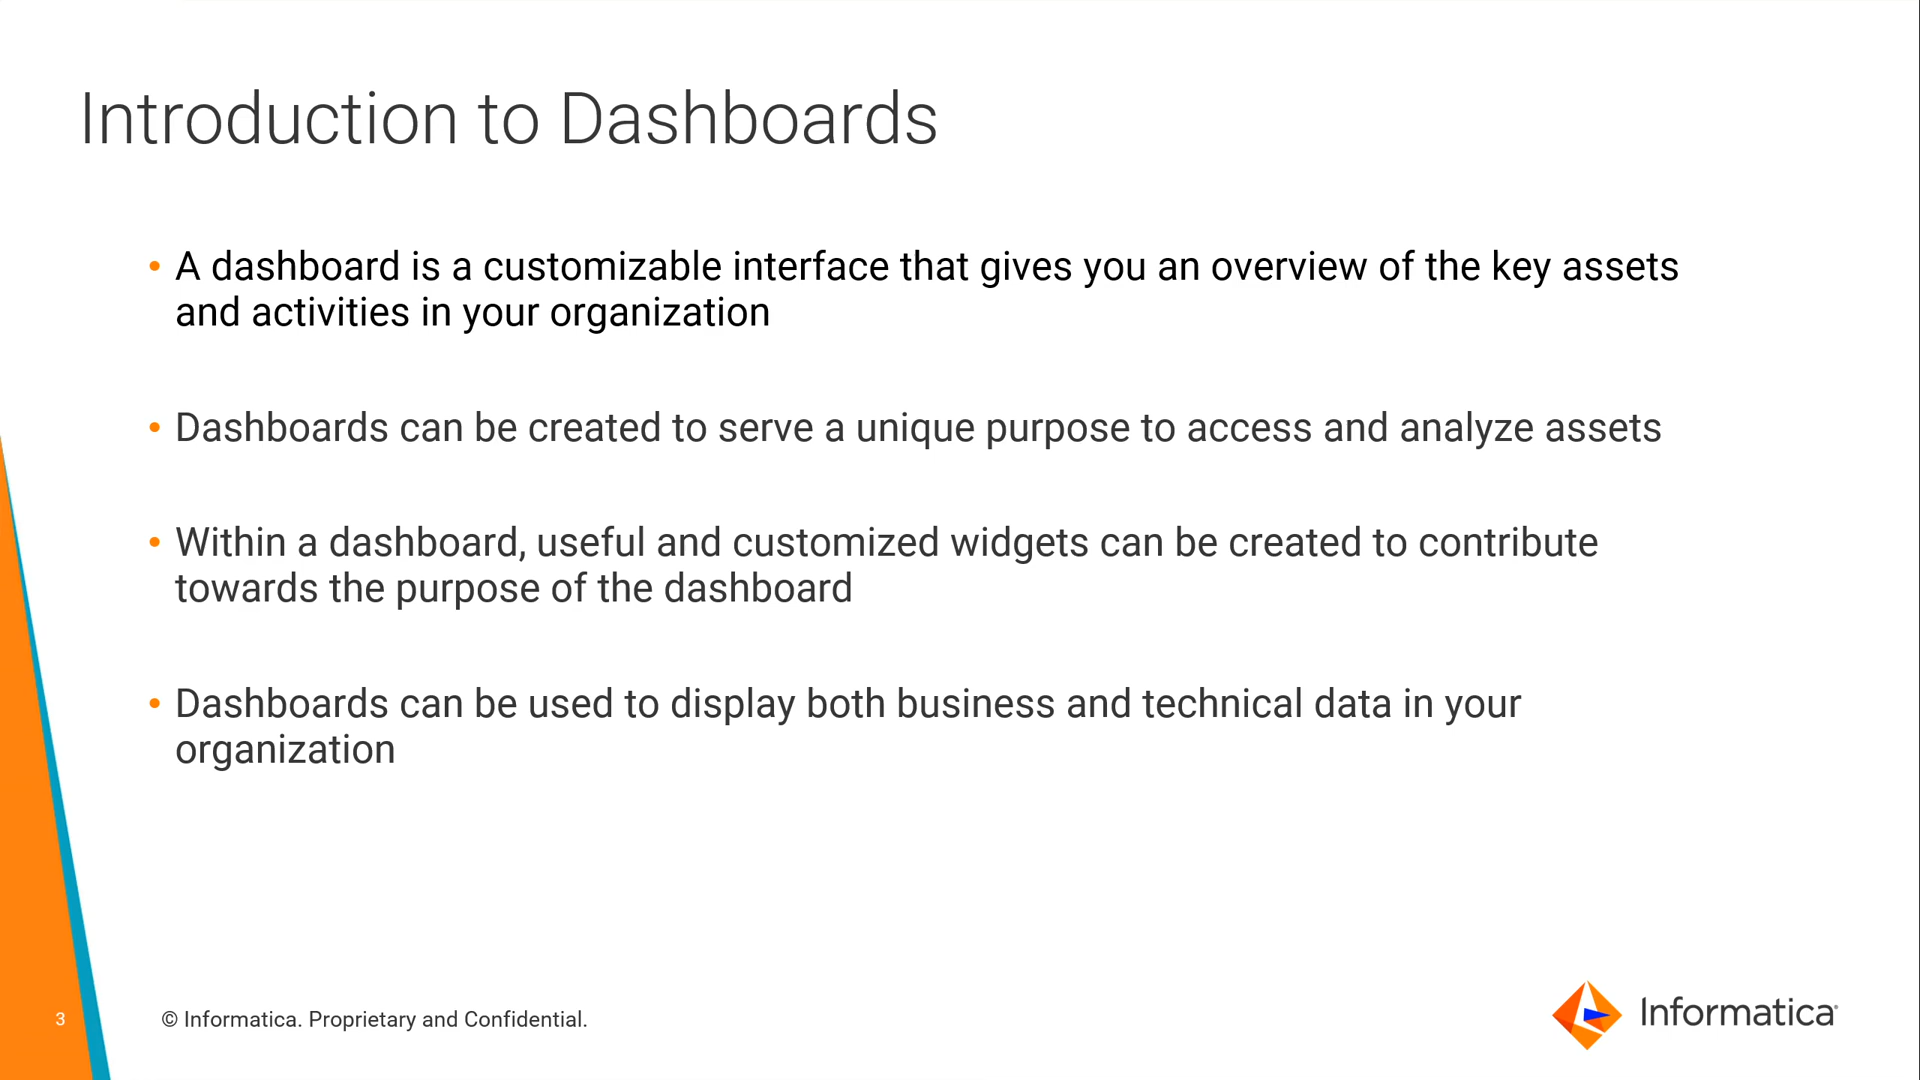 Introduction to Dashboards
• A dashboard is a customizable interface that gives you an overview of the key assets
and activities in your organization
• Dashboards can be created to serve a unique purpose to access and analyze assets
• Within a dashboard, useful and customized widgets can be created to contribute
towards the purpose of the dashboard
• Dashboards can be used to display both business and technical data in your
organization
3
© Informatica. Proprietary and Confidential.
Informatica